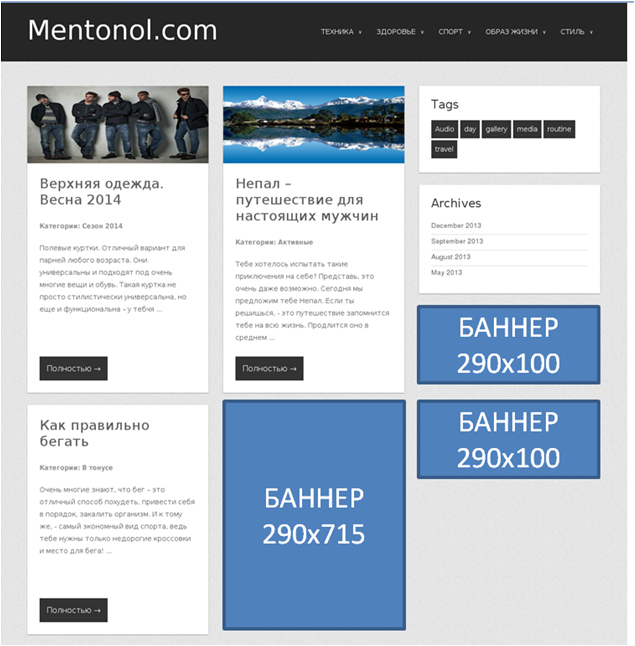 Mentonol.com
ТЕХНИКА
ЗДОРОВЬЕ
СПОРТ
ОБРАЗ ЖИЗНИ
СТИЛЬ
Верхняя одежда.
Весна 2014
Категории: Сезон 2014
Полевые куртки. Отличный вариант для
парней любого возраста. Они
универсальны и подходят под очень
многие вещи и обувь. Такая куртка не
просто стилистически универсальна, но
еще и функциональна – у тебчя ...
Полностью →
Непал –
путешествие для
настоящих мужчин
Категории: Активные
Тебе хотелось испытать такие
приключения на себе? Представь, это
очень даже возможно. Сегодня мы
предложим тебе Непал. Если ты
решишься, - это путешествие запомнится
тебе на всю жизнь. Продлится оно в
среднем ...
Полностью →
Tags
Audio day gallery media routine
travel
Archives
December 2013
September 2013
August 2013
May 2013
БАННЕР
290x100
БАННЕР
290x100
Как правильно
бегать
Категории: В тонусе
Очень многие знают, что бег – это
отличный способ похудеть, привести себя
в порядок, закалить организм. И к тому
же, - самый экономный вид спорта, ведь
тебе нужны только недорогие кроссовки
и место для бега! ...
Полностью →
БАННЕР
290x715